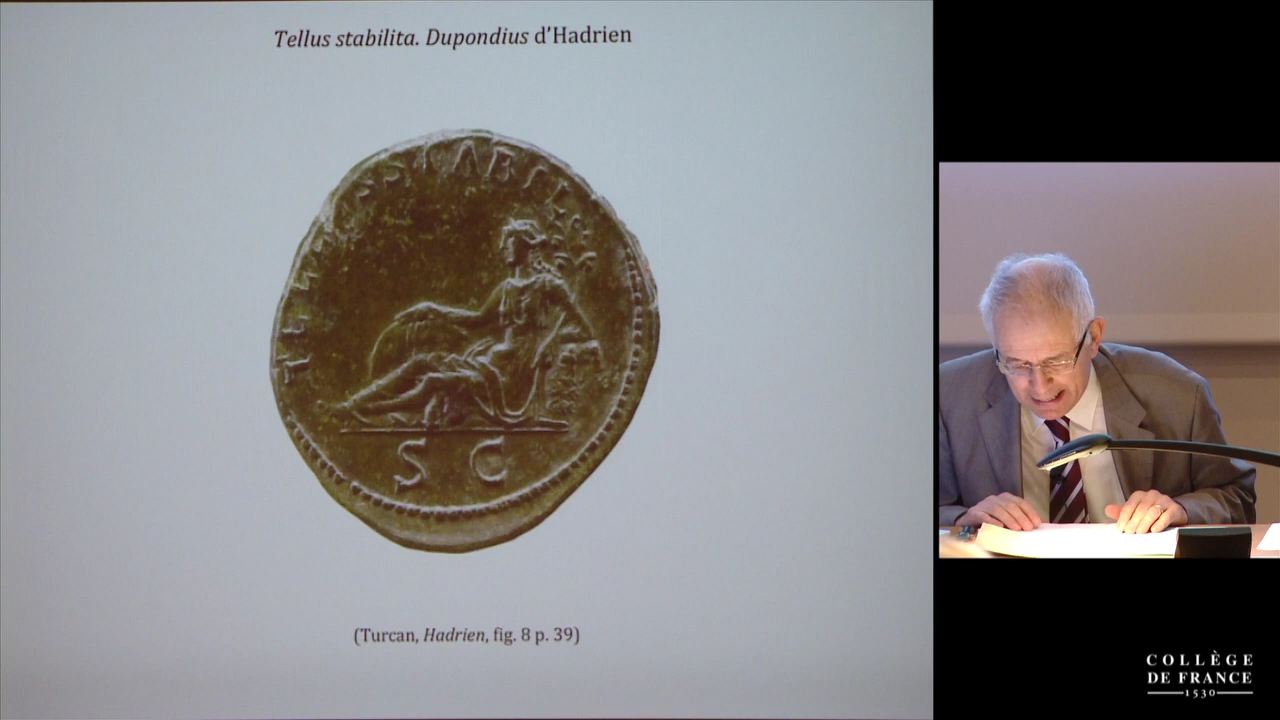 Tellus stabilita. Dupondius d'Hadrien
S C
(Turcan, Hadrien, fig. 8 p. 39)
COLLÈGE
DE FRANCE
1530